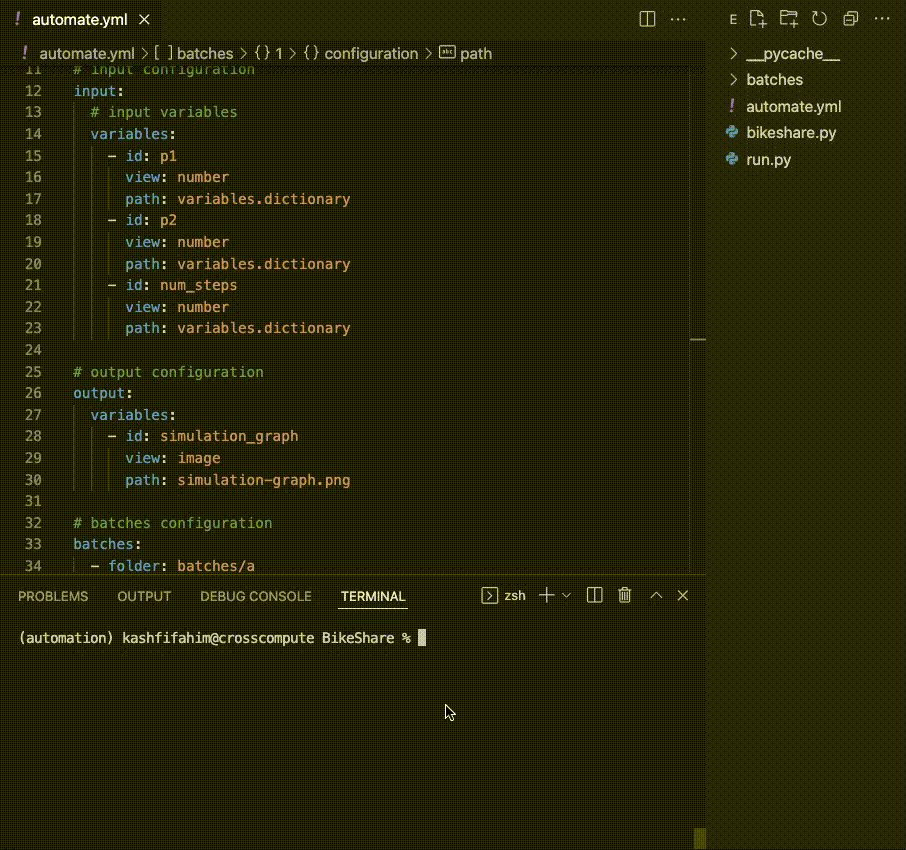 ! automate.yml ×
! automate.yml > [ ] batches > {} 1 > {} configuration > abc path
11 # input configuration
12 input:
13 # input variables
14 variables:
15 - id: p1
16 view: number
17 path: variables.dictionary
18 - id: p2
19 view: number
20 path: variables.dictionary
21 - id: num_steps
22 view: number
23 path: variables.dictionary
24
25 # output configuration
26 output:
27 variables:
28 - id: simulation_graph
29 view: image
30 path: simulation-graph.png
31
32 # batches configuration
33 batches:
34 - folder: batches/a
PROBLEMS OUTPUT DEBUG CONSOLE TERMINAL zsh
(automation) kashfifahim@crosscompute BikeShare %
E ···
> __pycache__
> batches
! automate.yml
bikeshare.py
run.py